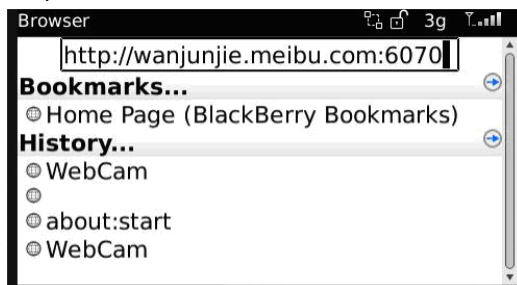 Browser 3g
http://wanjunjie.meibu.com:6070
Bookmarks...
Home Page (BlackBerry Bookmarks)
History...
WebCam
about:start
WebCam